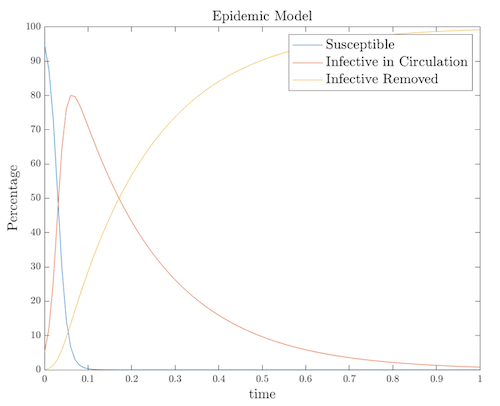 Epidemic Model
Susceptible
Infective in Circulation
Infective Removed
100
90
80
70
60
50
40
30
20
10
0
Percentage
0 0.1 0.2 0.3 0.4 0.5 0.6 0.7 0.8 0.9 1
time